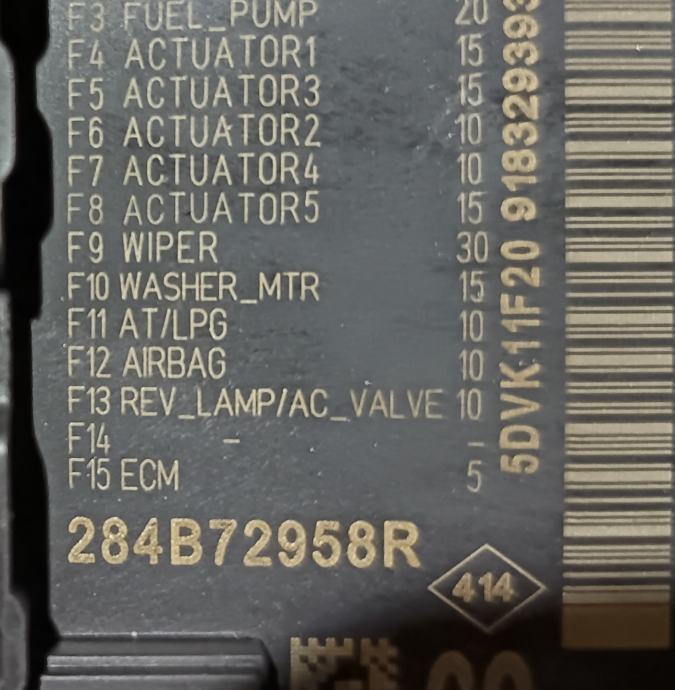 F3 FUEL_PUMP 20
F4 ACTUATOR1 15
F5 ACTUATOR3 15
F6 ACTUATOR2 10
F7 ACTUATOR4 10
F8 ACTUATOR5 15
F9 WIPER 30
F10 WASHER_MTR 15
F11 AT/LPG 10
F12 AIRBAG 10
F13 REV_LAMP/AC_VALVE 10
F14 - -
F15 ECM 5
284B72958R
414
5DVK11F20 918329393